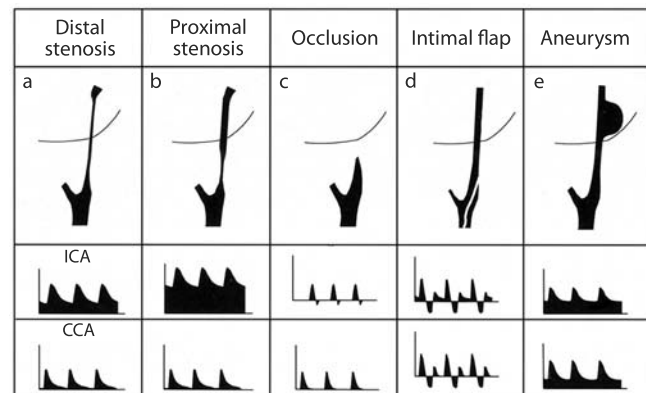 Distal
stenosis
Proximal
stenosis
Occlusion
Intimal flap
Aneurysm
a
b
c
d
e
ICA
CCA